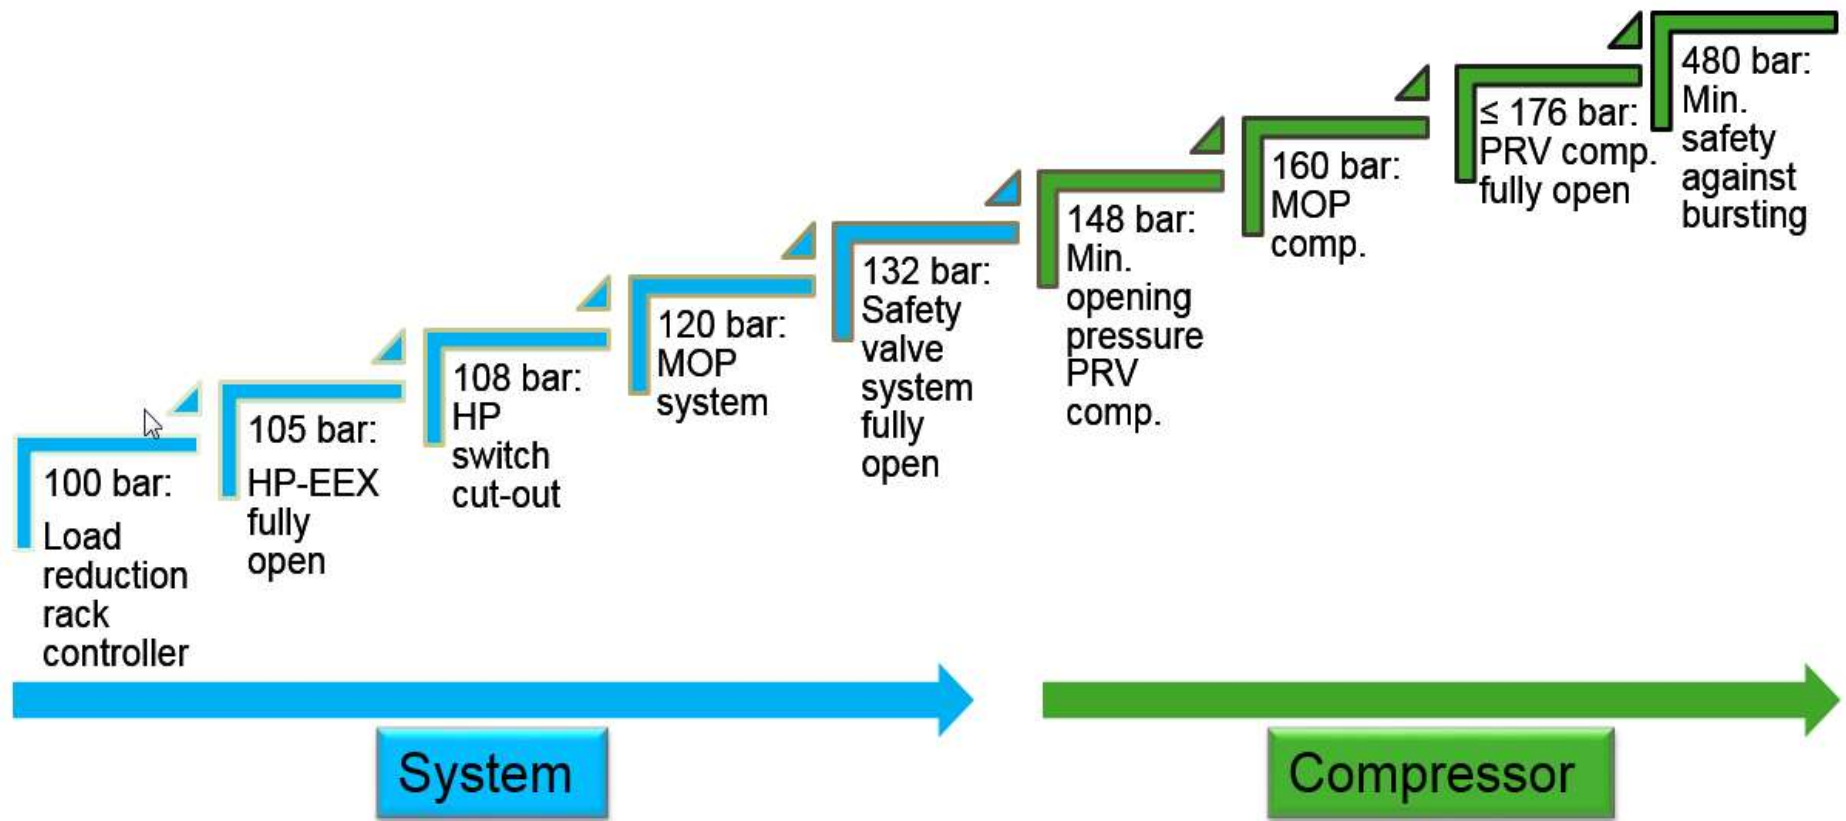 100 bar:
Load
reduction
rack
controller
105 bar:
HP-EEX
fully
open
108 bar:
HP
switch
cut-out
120 bar:
MOP
system
132 bar:
Safety
valve
system
fully
open
148 bar:
Min.
opening
pressure
PRV
comp.
160 bar:
MOP
comp.
≤ 176 bar:
PRV comp.
fully open
480 bar:
Min.
safety
against
bursting
System
Compressor